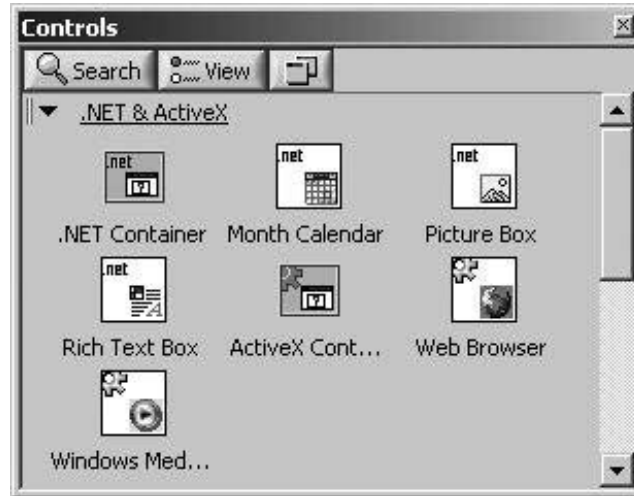 Controls
Search View
.NET & ActiveX
.net .net .net
.NET Container Month Calendar Picture Box
.net
Rich Text Box ActiveX Cont... Web Browser
Windows Med...